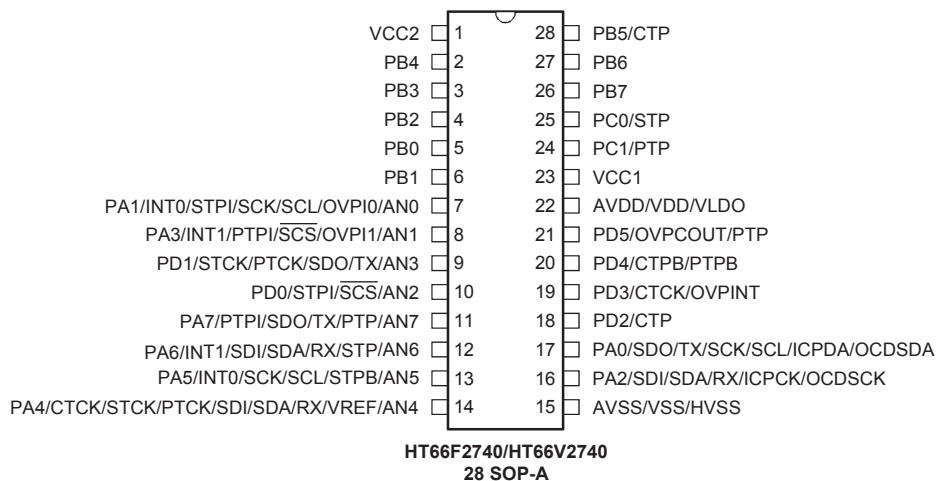 VCC2 1 28 PB5/CTP
PB4 2 27 PB6
PB3 3 26 PB7
PB2 4 25 PC0/STP
PB0 5 24 PC1/PTP
PB1 6 23 VCC1
PA1/INT0/STPI/SCK/SCL/OVPI0/AN0 7 22 AVDD/VDD/VLDO
PA3/INT1/PTPI/SCS/OVPI1/AN1 8 21 PD5/OVPCOUT/PTP
PD1/STCK/PTCK/SDO/TX/AN3 9 20 PD4/CTPB/PTPB
PD0/STPI/SCS/AN2 10 19 PD3/CTCK/OVPINT
PA7/PTPI/SDO/TX/PTP/AN7 11 18 PD2/CTP
PA6/INT1/SDI/SDA/RX/STP/AN6 12 17 PA0/SDO/TX/SCK/SCL/ICPDA/OCDSDA
PA5/INT0/SCK/SCL/STPB/AN5 13 16 PA2/SDI/SDA/RX/ICPCK/OCDSCK
PA4/CTCK/STCK/PTCK/SDI/SDA/RX/VREF/AN4 14 15 AVSS/VSS/HVSS
HT66F2740/HT66V2740
28 SOP-A